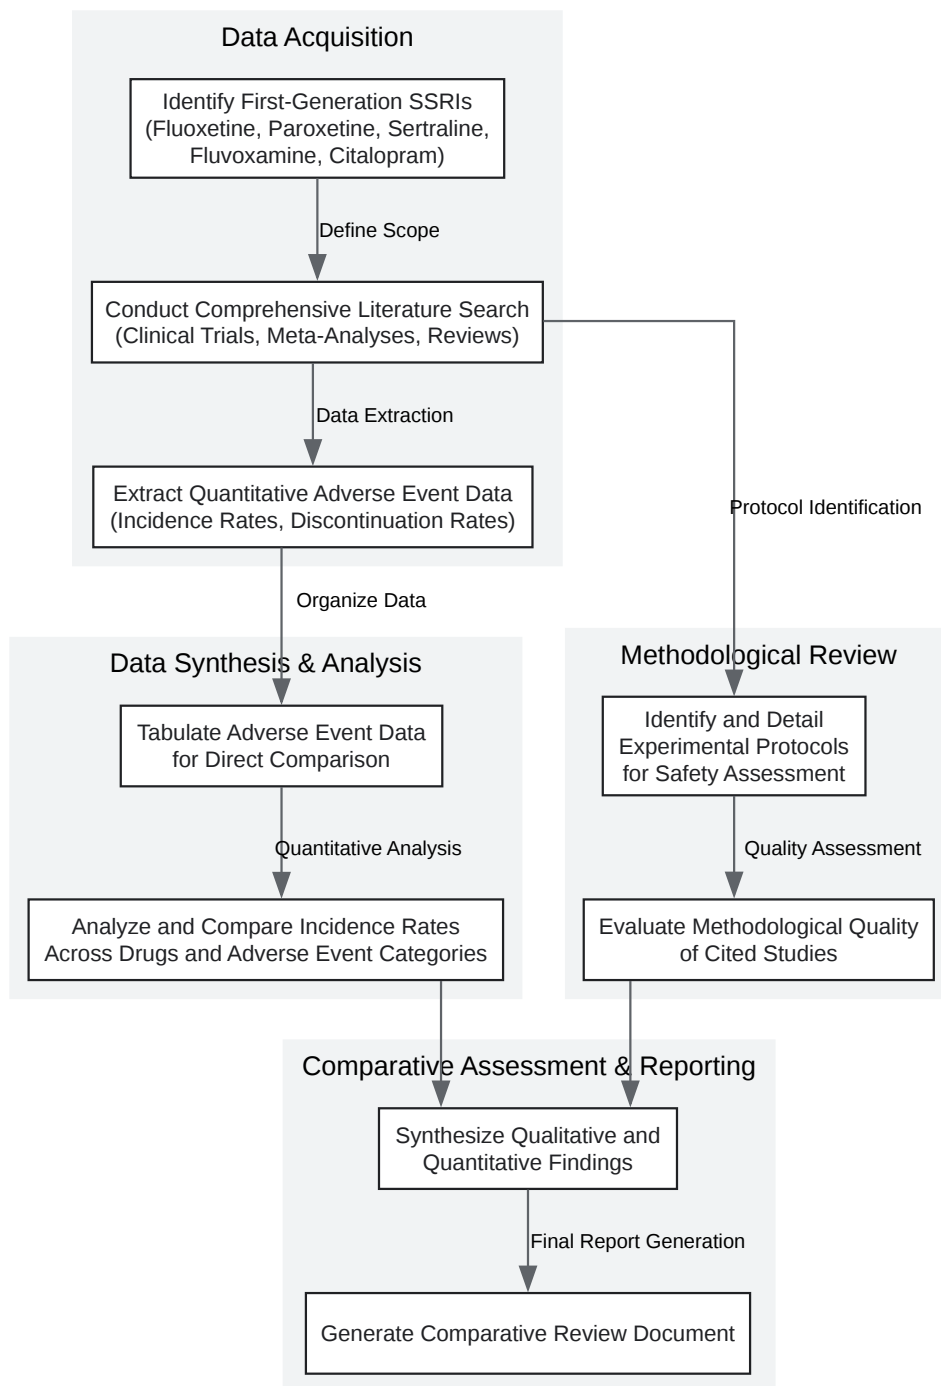 Data Acquisition
Identify First-Generation SSRIs
(Fluoxetine, Paroxetine, Sertraline,
Fluvoxamine, Citalopram)
Define Scope
Conduct Comprehensive Literature Search
(Clinical Trials, Meta-Analyses, Reviews)
Data Extraction
Extract Quantitative Adverse Event Data
(Incidence Rates, Discontinuation Rates)
Protocol Identification
Organize Data
Data Synthesis & Analysis
Tabulate Adverse Event Data
for Direct Comparison
Quantitative Analysis
Analyze and Compare Incidence Rates
Across Drugs and Adverse Event Categories
Methodological Review
Identify and Detail
Experimental Protocols
for Safety Assessment
Quality Assessment
Evaluate Methodological Quality
of Cited Studies
Comparative Assessment & Reporting
Synthesize Qualitative and
Quantitative Findings
Final Report Generation
Generate Comparative Review Document